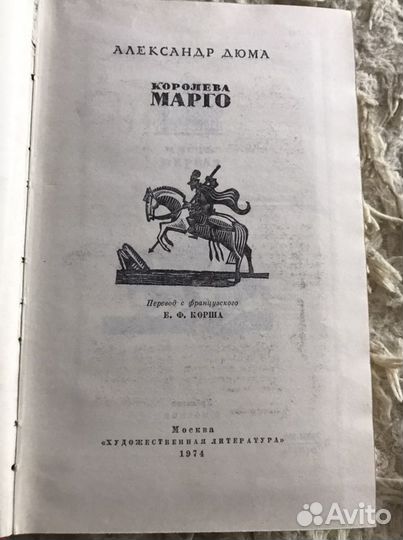 АЛЕКСАНДР ДЮМА
КОРОЛЕВА
МАРГО
Перевод с французского
Е. Ф. КОРША
Москва
«ХУДОЖЕСТВЕННАЯ ЛИТЕРАТУРА»
1974
Avito